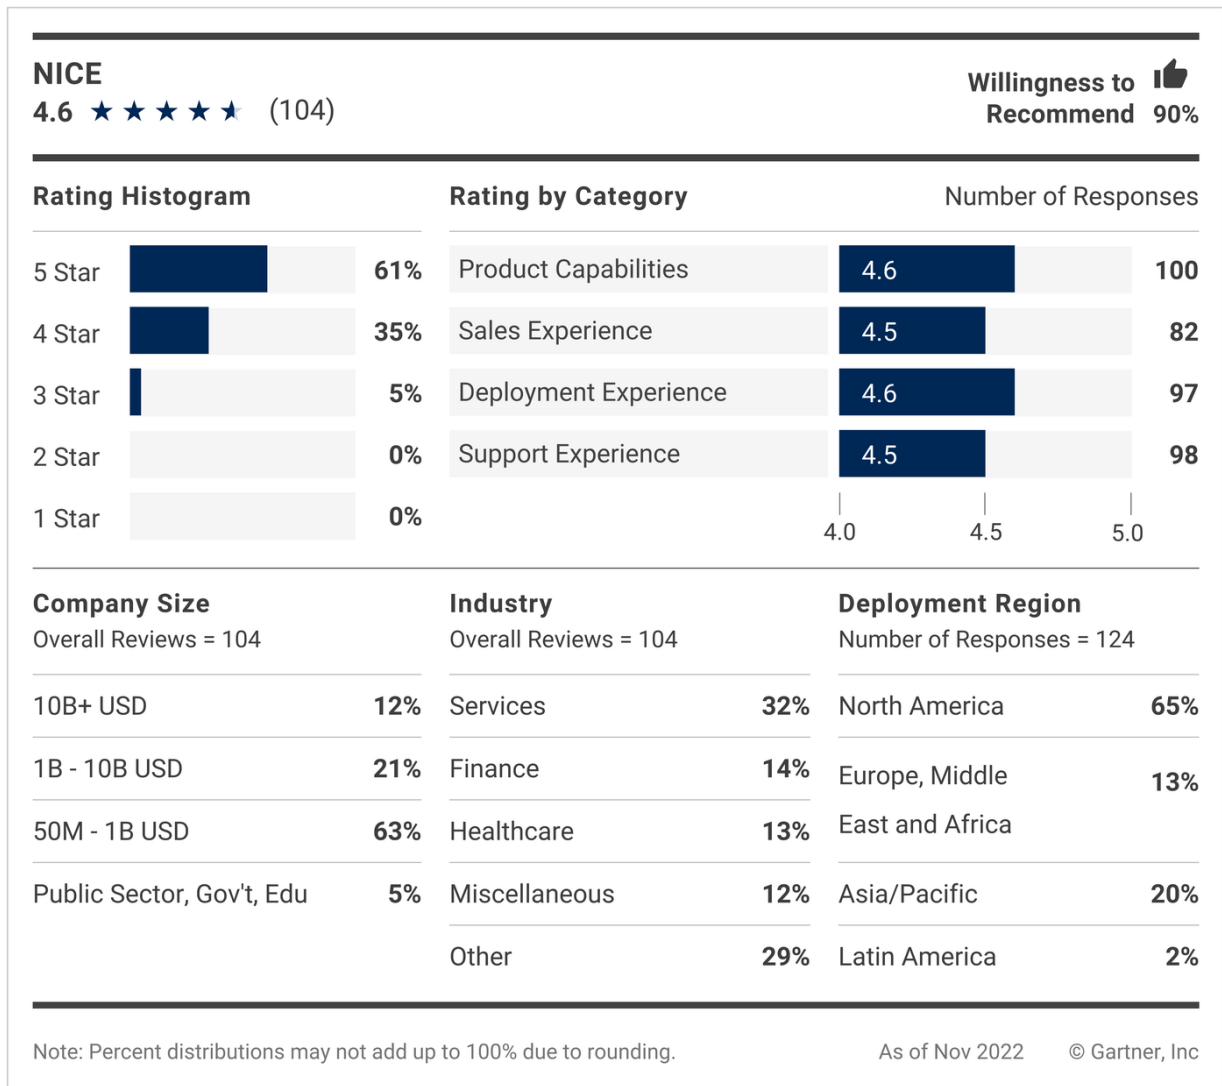 NICE
4.6 ★ ★ ★ ★ ★ (104)
Willingness to
Recommend 90%
Rating Histogram
5 Star 61%
4 Star 35%
3 Star 5%
2 Star 0%
1 Star 0%
Rating by Category Number of Responses
Product Capabilities 4.6 100
Sales Experience 4.5 82
Deployment Experience 4.6 97
Support Experience 4.5 98
4.0 4.5 5.0
Company Size
Overall Reviews = 104
10B+ USD 12%
1B - 10B USD 21%
50M - 1B USD 63%
Public Sector, Gov't, Edu 5%
Industry
Overall Reviews = 104
Services 32%
Finance 14%
Healthcare 13%
Miscellaneous 12%
Other 29%
Deployment Region
Number of Responses = 124
North America 65%
Europe, Middle 13%
East and Africa
Asia/Pacific 20%
Latin America 2%
Note: Percent distributions may not add up to 100% due to rounding. As of Nov 2022 © Gartner, Inc